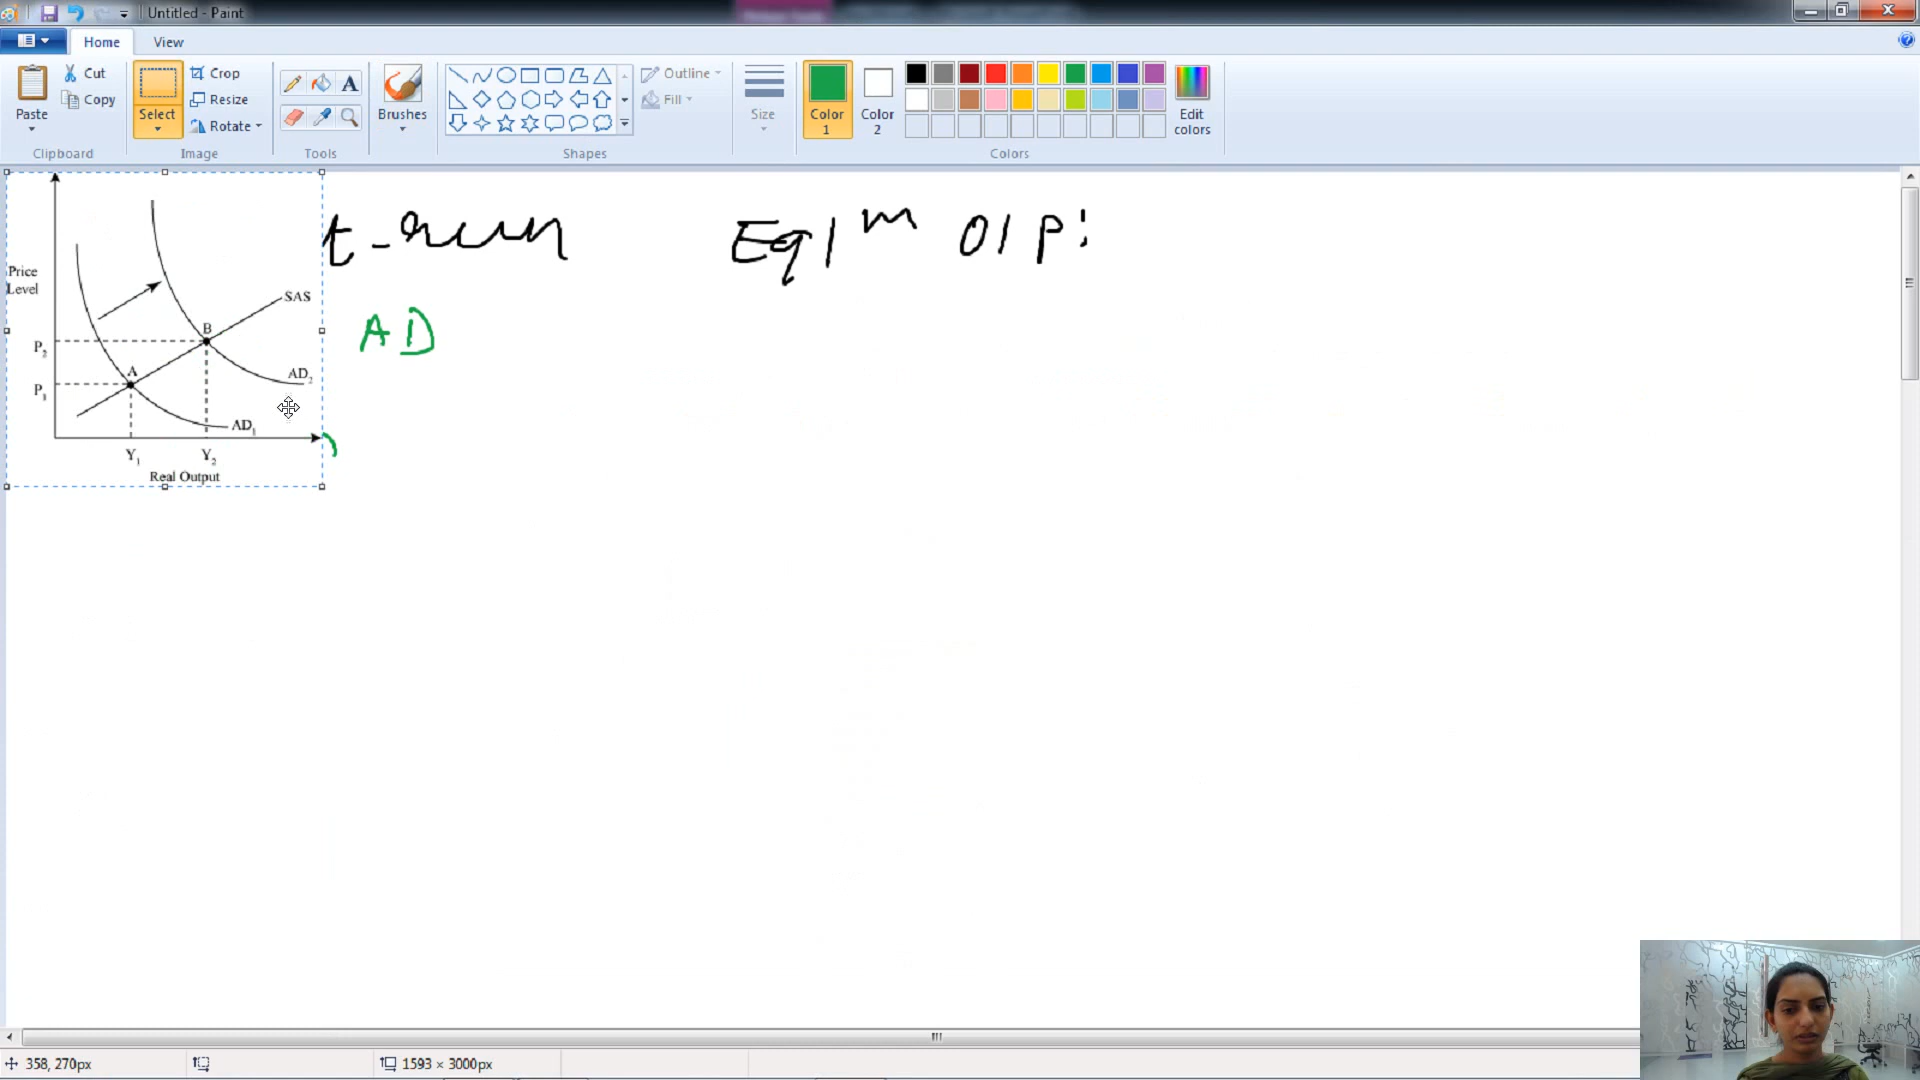 Untitled - Paint
Home View
Paste
Cut
Copy
Clipboard
Select
Crop
Resize
Rotate
Image
A
Tools
Brushes
Shapes
Outline
Fill
Size
Color 1
Color 2
Edit colors
Colors
t-run Eqlm O/P:
AD
Price
Level
SAS
B
P2
A
P1
AD2
AD1
Y1 Y2
Real Output
358, 270px
1593 × 3000px